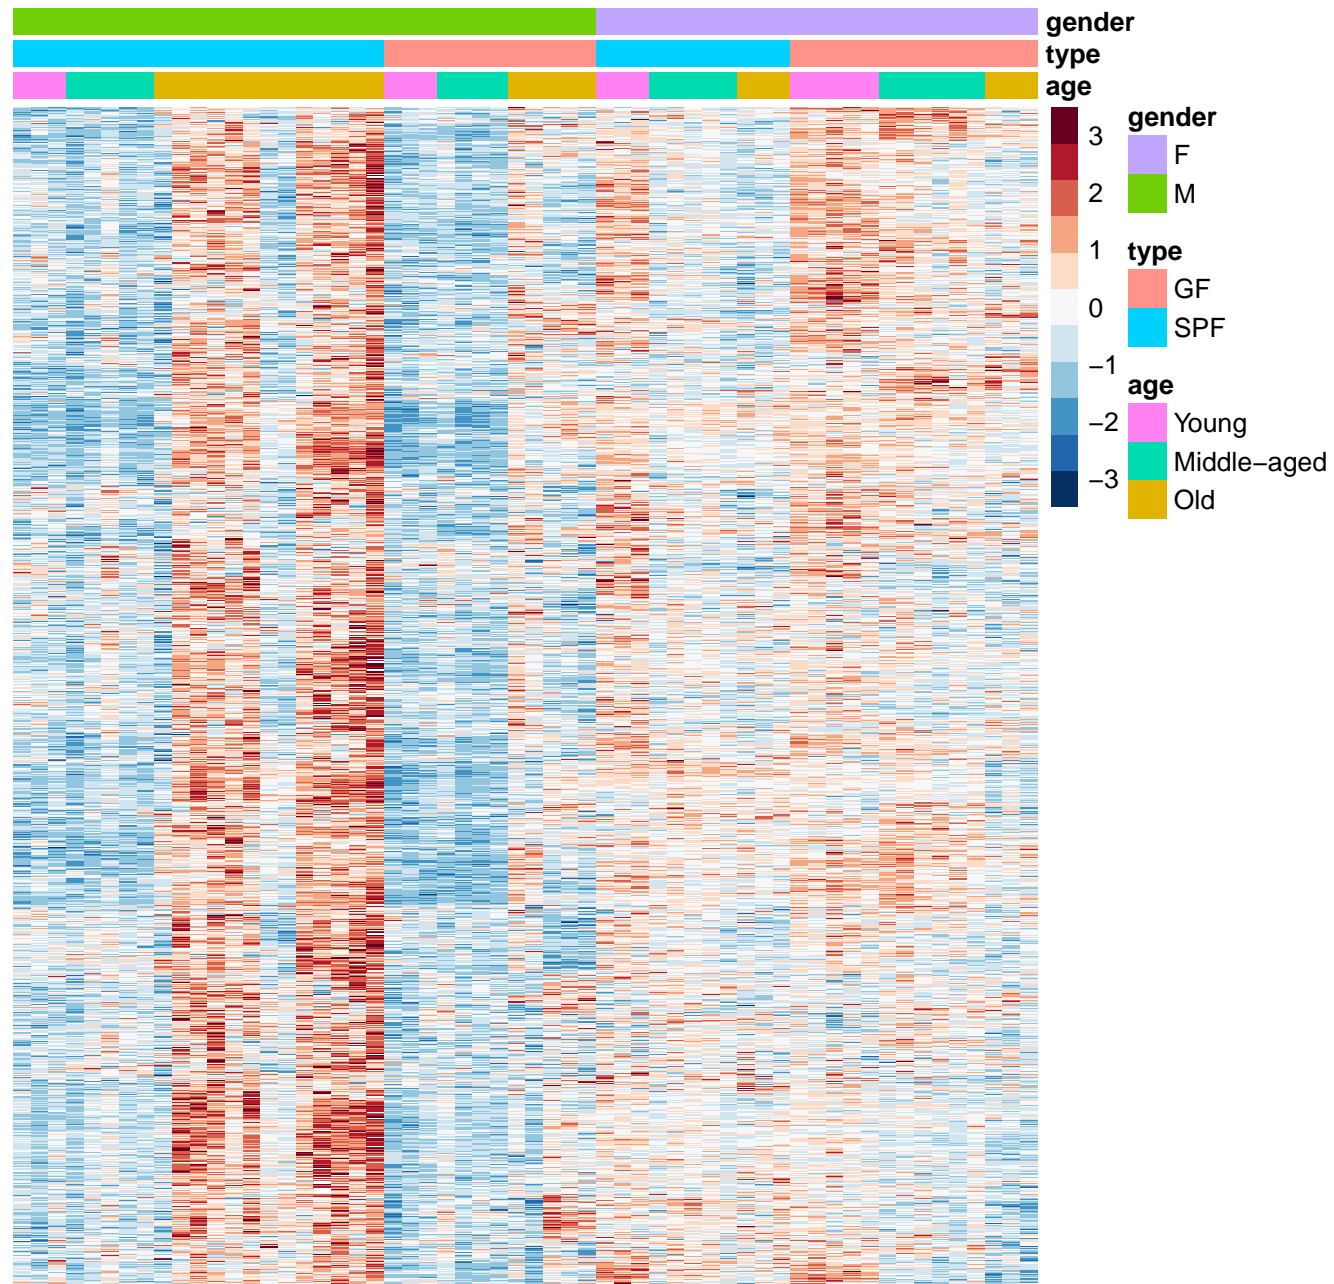 gender
type
age
3
2
1
0
−1
−2
−3
gender
F
M
type
GF
SPF
age
Young
Middle−aged
Old